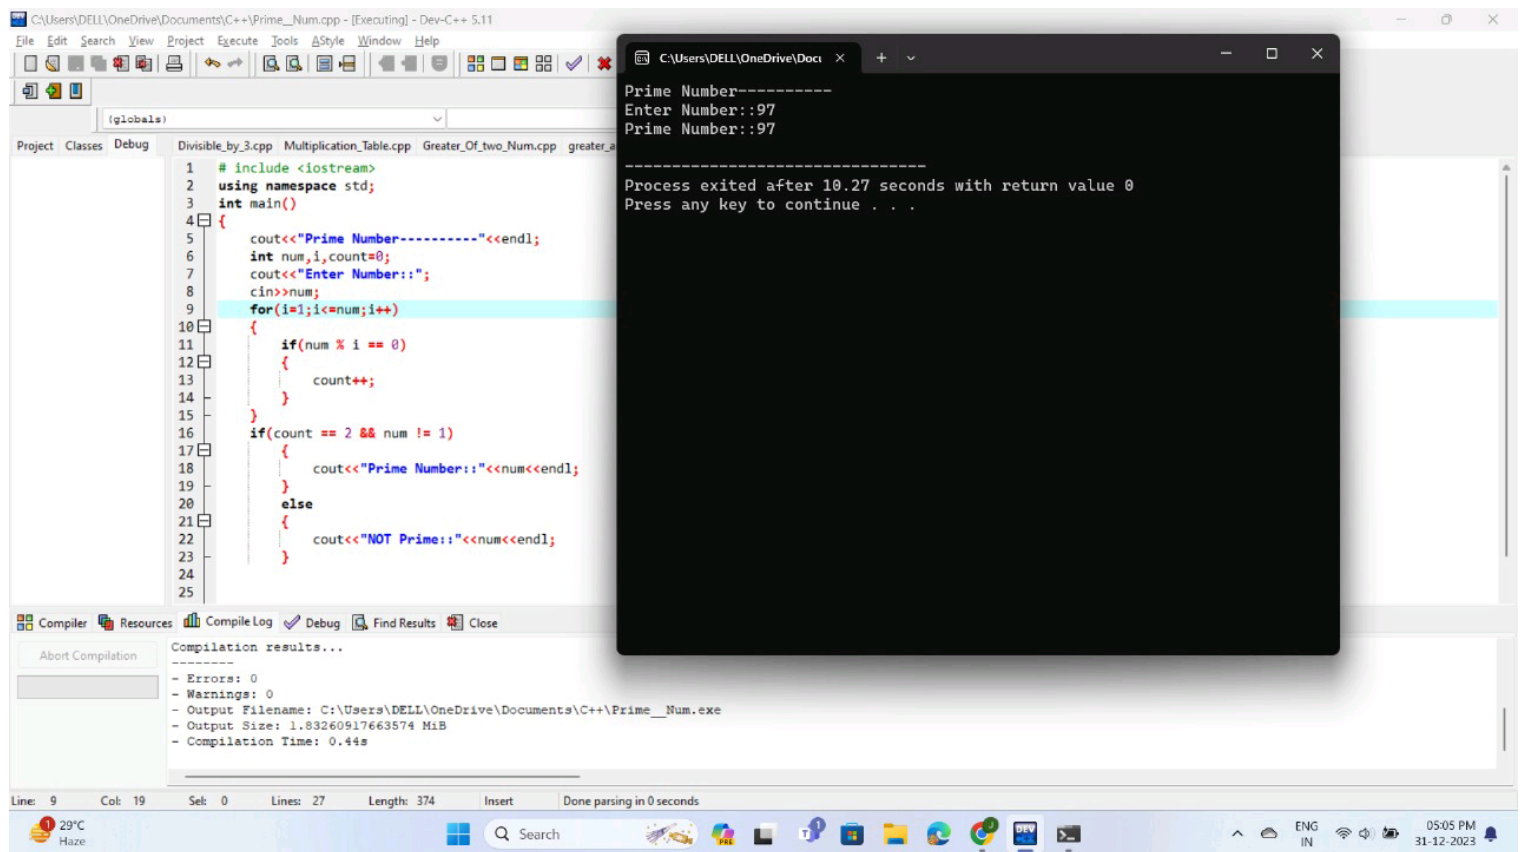 C:\Users\DELL\OneDrive\Documents\C++\Prime__Num.cpp - [Executing] - Dev-C++ 5.11
File Edit Search View Project Execute Tools AStyle Window Help
(globals)
Project Classes Debug
Divisible_by_3.cpp Multiplication_Table.cpp Greater_Of_two_Num.cpp greater_a
1 # include <iostream>
2 using namespace std;
3 int main()
4 {
5 cout<<"Prime Number----------"<<endl;
6 int num,i,count=0;
7 cout<<"Enter Number::";
8 cin>>num;
9 for(i=1;i<=num;i++)
10 {
11 if(num % i == 0)
12 {
13 count++;
14 }
15 }
16 if(count == 2 && num != 1)
17 {
18 cout<<"Prime Number::"<<num<<endl;
19 }
20 else
21 {
22 cout<<"NOT Prime::"<<num<<endl;
23 }
24
25
C:\Users\DELL\OneDrive\Docu
Prime Number----------
Enter Number::97
Prime Number::97
--------------------------------
Process exited after 10.27 seconds with return value 0
Press any key to continue . . .
Compiler Resources Compile Log Debug Find Results Close
Abort Compilation
Compilation results...
--------
- Errors: 0
- Warnings: 0
- Output Filename: C:\Users\DELL\OneDrive\Documents\C++\Prime__Num.exe
- Output Size: 1.83260917663574 MiB
- Compilation Time: 0.44s
Line: 9 Col: 19 Sel: 0 Lines: 27 Length: 374 Insert Done parsing in 0 seconds
1 29°C
Haze
Search
PRE
1
J
DEV
ENG
IN
05:05 PM
31-12-2023